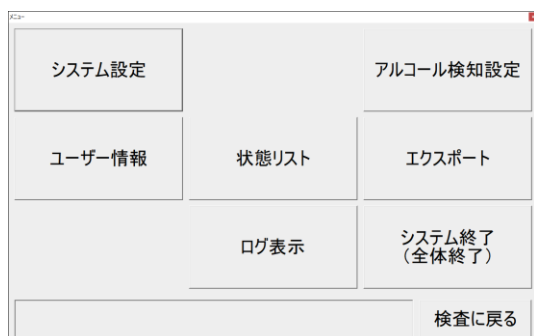 メニュー
システム設定
アルコール検知設定
ユーザー情報
状態リスト
エクスポート
ログ表示
システム終了
（全体終了）
検査に戻る